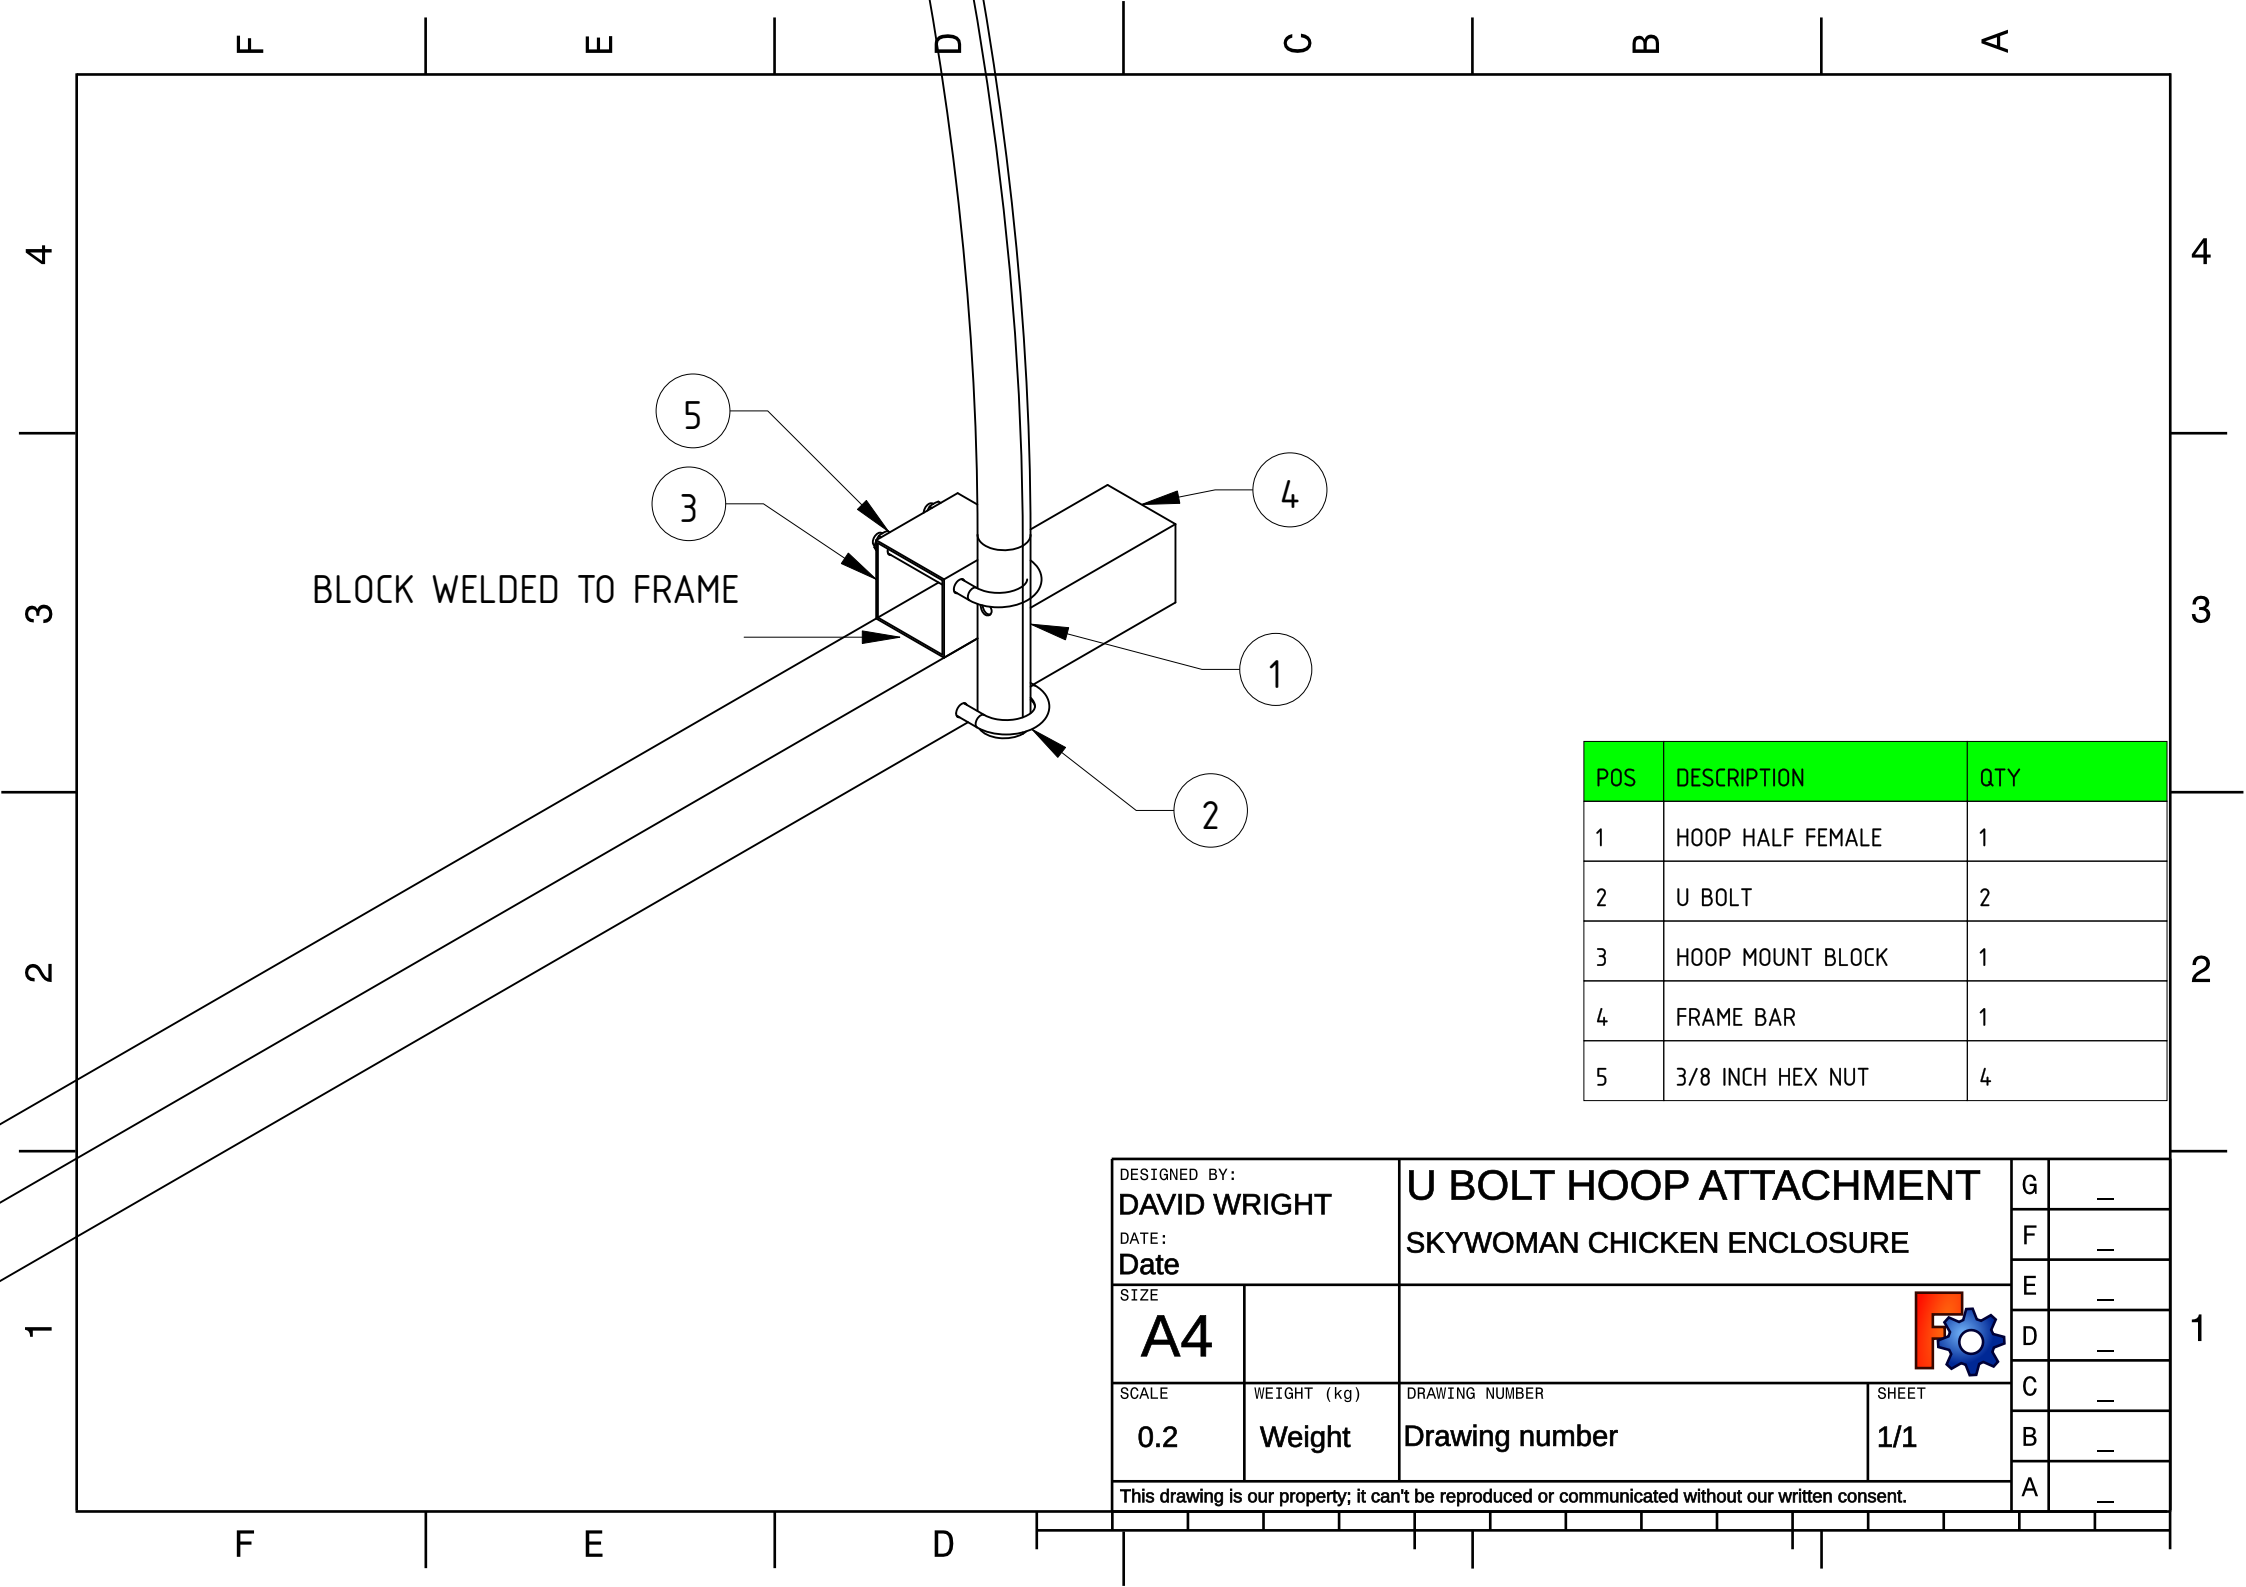 F E D C B A
4
4
5
3
4
BLOCK WELDED TO FRAME
3
3
1
2
POS DESCRIPTION QTY
1 HOOP HALF FEMALE 1
2 U BOLT 2
3 HOOP MOUNT BLOCK 1
4 FRAME BAR 1
5 3/8 INCH HEX NUT 4
2
2
DESIGNED BY:
DAVID WRIGHT
DATE:
Date
U BOLT HOOP ATTACHMENT
SKYWOMAN CHICKEN ENCLOSURE
SIZE
A4
SCALE
0.2
WEIGHT (kg)
Weight
DRAWING NUMBER
Drawing number
SHEET
1/1
This drawing is our property; it can't be reproduced or communicated without our written consent.
G _
F _
E _
D _
C _
B _
A _
1
1
F E D